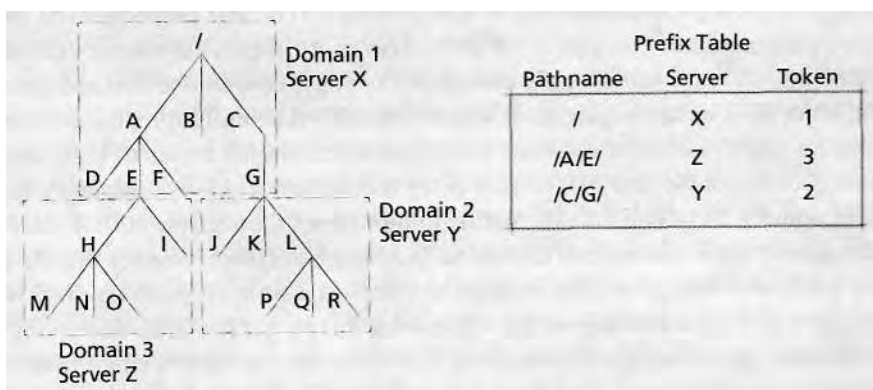 /
Domain 1
Server X
A B C
D E F G
Domain 2
Server Y
H I J K L
M N O P Q R
Domain 3
Server Z
Prefix Table
Pathname Server Token
/ X 1
/A/E/ Z 3
/C/G/ Y 2